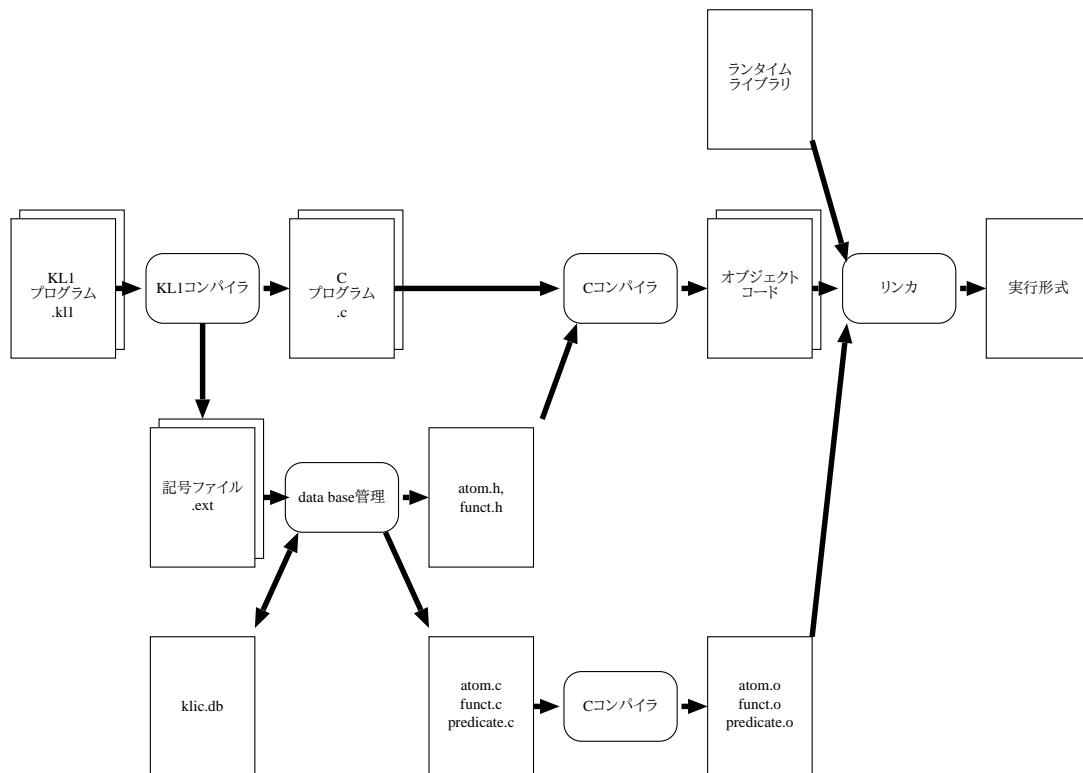 ランタイム
ライブラリ
KL1
プログラム
.kl1
KL1コンパイラ
C
プログラム
.c
Cコンパイラ
オブジェクト
コード
リンカ
実行形式
記号ファイル
.ext
data base管理
atom.h,
funct.h
klic.db
atom.c
funct.c
predicate.c
Cコンパイラ
atom.o
funct.o
predicate.o